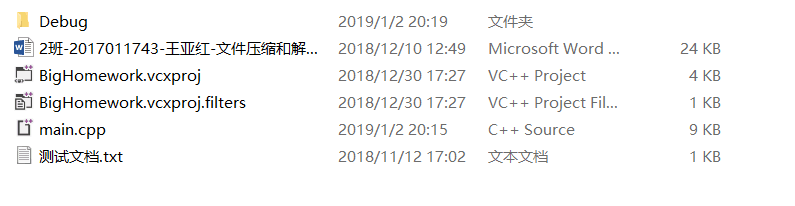 Debug 2019/1/2 20:19 文件夹
2班-2017011743-王亚红-文件压缩和解... 2018/12/10 12:49 Microsoft Word ... 24 KB
BigHomework.vcxproj 2018/12/30 17:27 VC++ Project 4 KB
BigHomework.vcxproj.filters 2018/12/30 17:27 VC++ Project Fil... 1 KB
main.cpp 2019/1/2 20:15 C++ Source 9 KB
测试文档.txt 2018/11/12 17:02 文本文档 1 KB